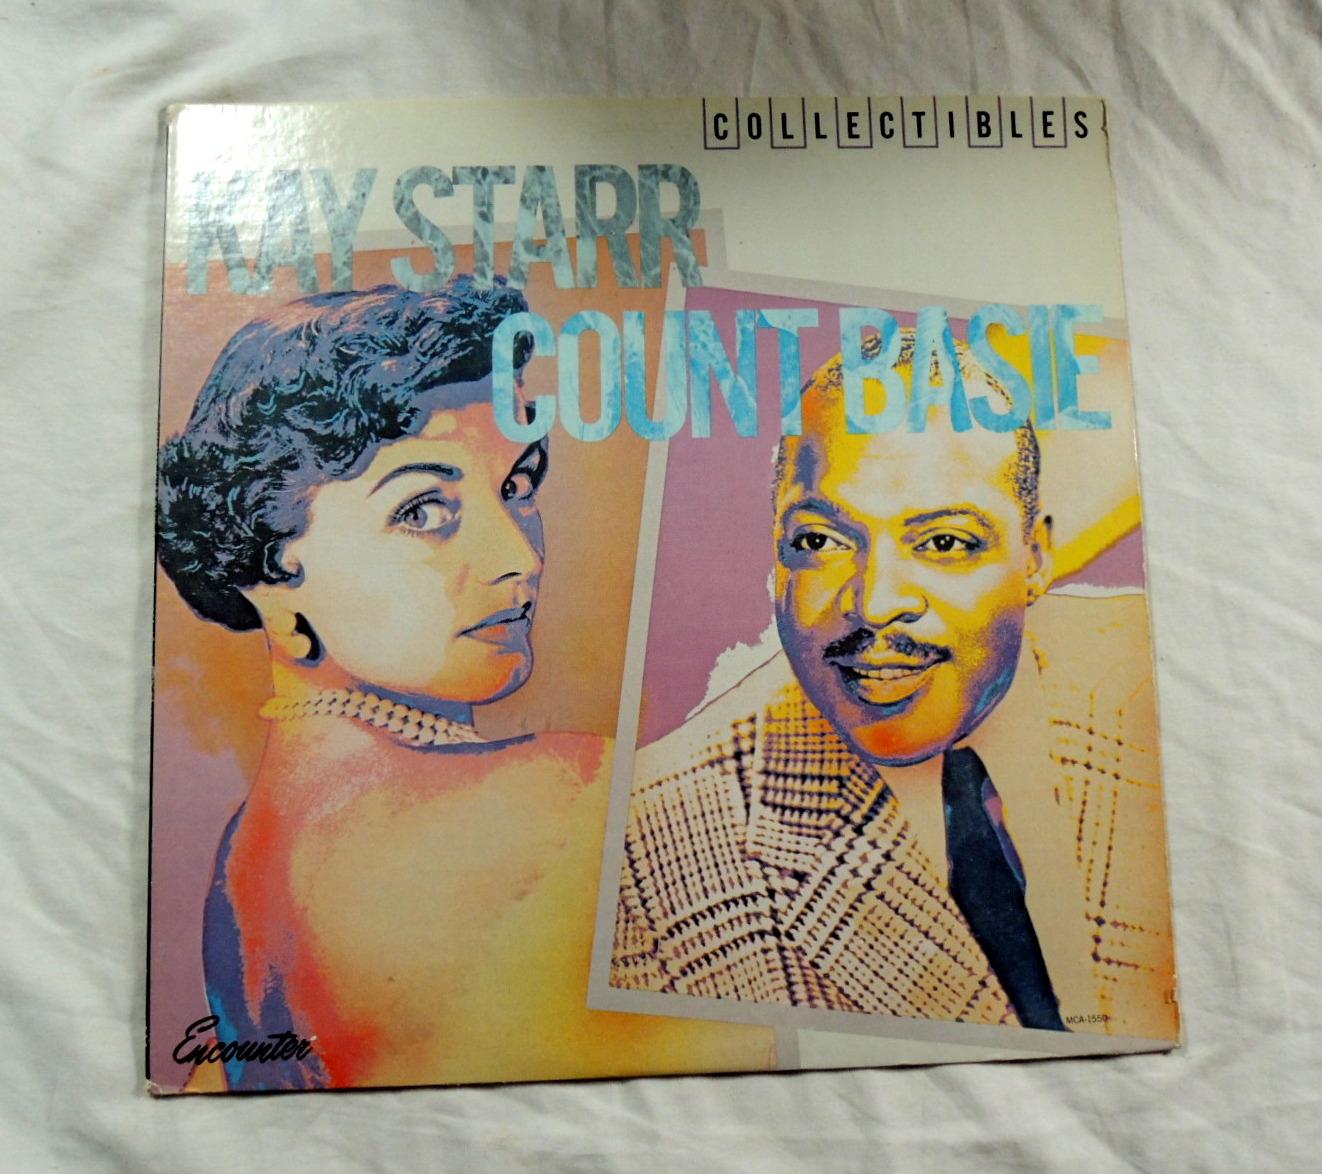 COLLECTIBLES
KAY STARR
COUNT BASIE
Encounter